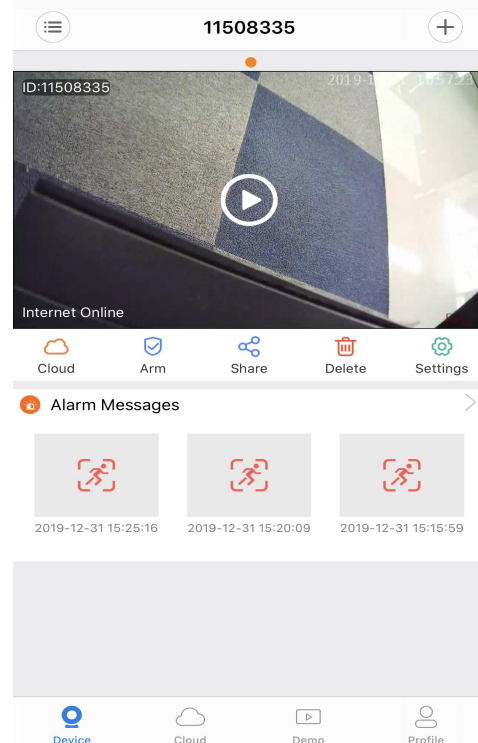 11508335
ID:11508335
Internet Online
Cloud
Arm
Share
Delete
Settings
Alarm Messages
2019-12-31 15:25:16
2019-12-31 15:20:09
2019-12-31 15:15:59
Device
Cloud
Demo
Profile